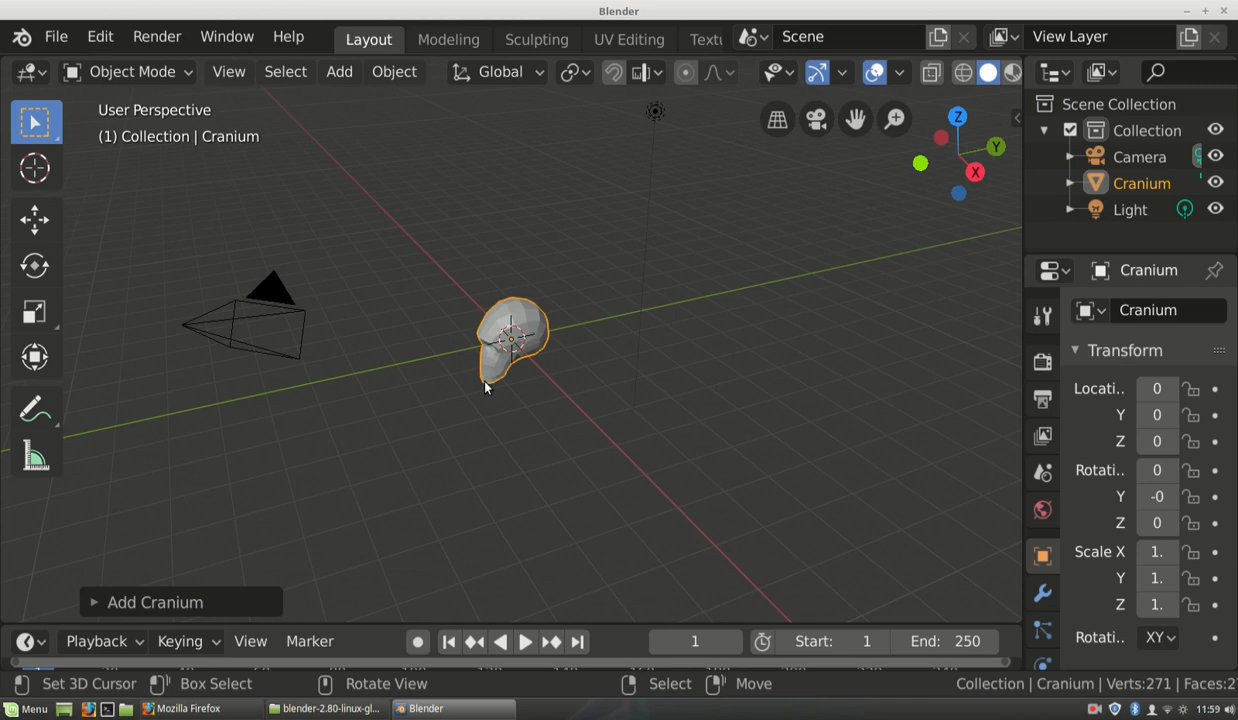 Blender
File Edit Render Window Help Layout Modeling Sculpting UV Editing Textu Scene View Layer
Object Mode View Select Add Object Global
User Perspective
(1) Collection | Cranium
Z
Y
X
Scene Collection
Collection
Camera
Cranium
Light
Cranium
Cranium
Transform
Locati.. 0
Y 0
Z 0
Rotati.. 0
Y -0
Z 0
Scale X 1.
Y 1.
Z 1.
Rotati.. XY
Add Cranium
Playback Keying View Marker 1 Start: 1 End: 250
Set 3D Cursor Box Select Rotate View Select Move Collection | Cranium | Verts:271 | Faces:2
Menu Mozilla Firefox blender-2.80-linux-gl... Blender 11:59